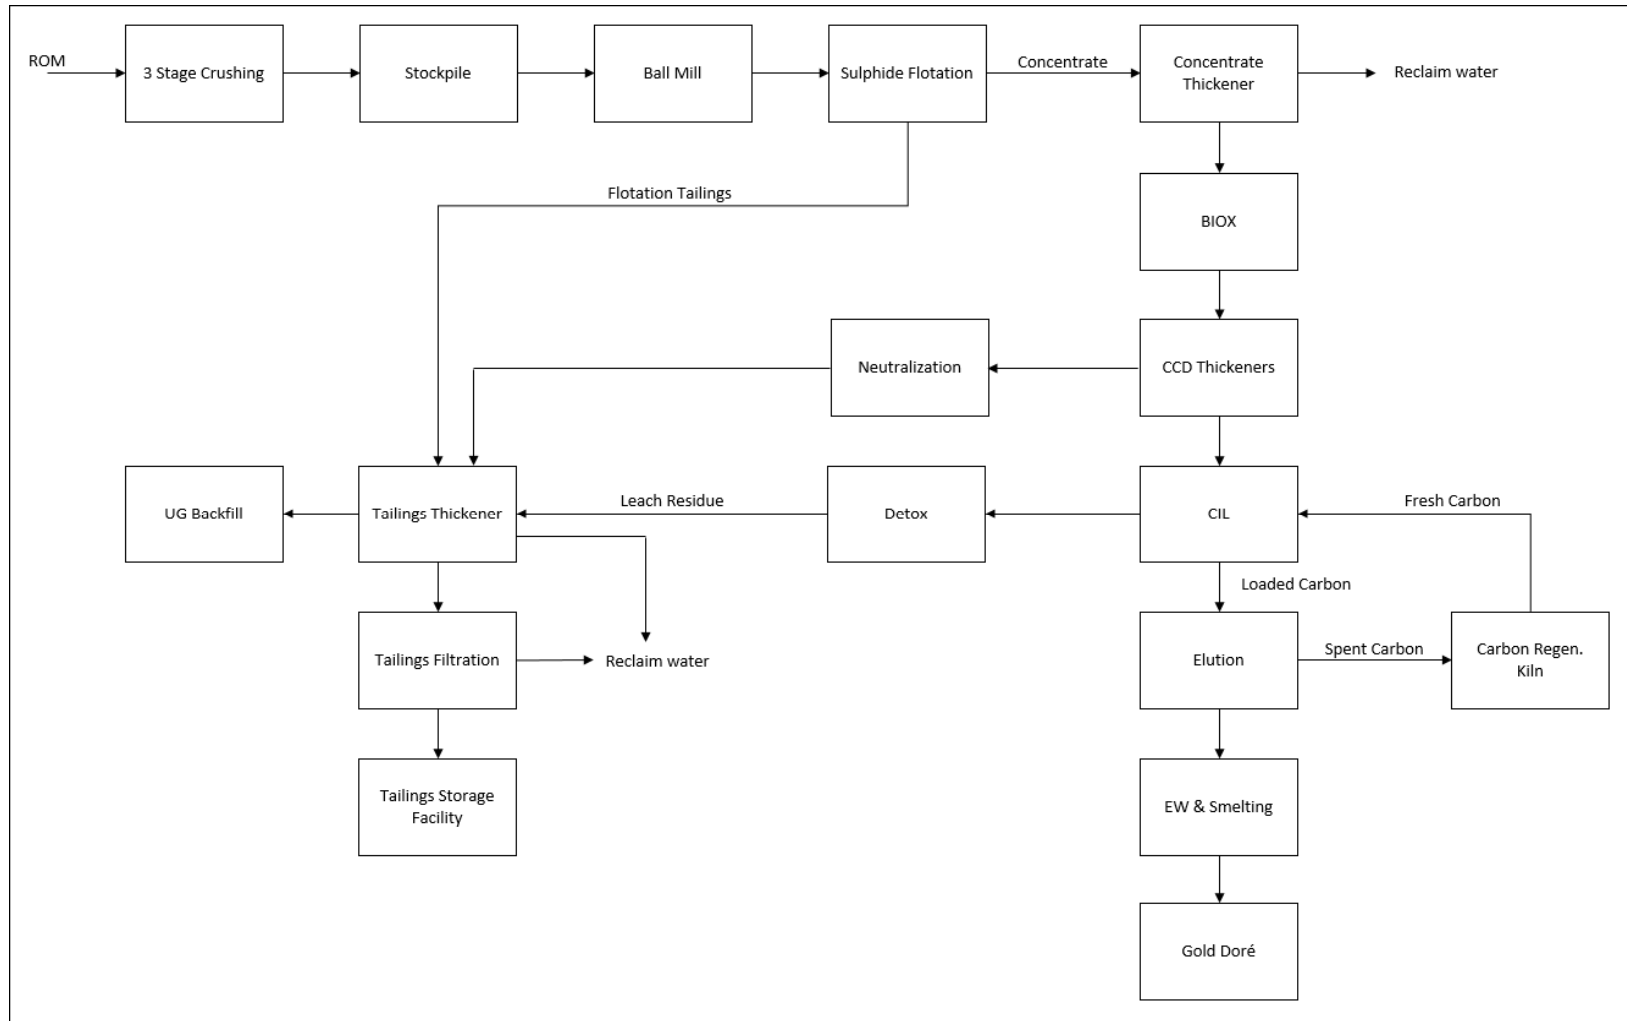 ROM
3 Stage Crushing
Stockpile
Ball Mill
Sulphide Flotation
Concentrate
Concentrate
Thickener
Reclaim water
Flotation Tailings
BIOX
Neutralization
CCD Thickeners
UG Backfill
Tailings Thickener
Leach Residue
Detox
CIL
Fresh Carbon
Loaded Carbon
Tailings Filtration
Reclaim water
Elution
Spent Carbon
Carbon Regen.
Kiln
Tailings Storage
Facility
EW & Smelting
Gold Doré